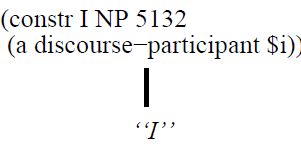 (constr I NP 5132
(a discourse−participant $i))
‘‘I’’